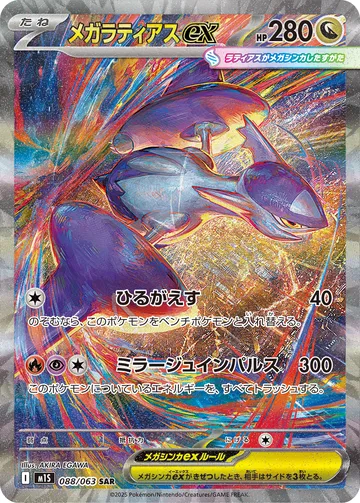 たね
メガラティアスex
HP 280
ラティアスがメガシンカしたすがた
ひるがえす 40
のぞむなら、このポケモンをベンチポケモンと入れ替える。
ミラージュインパルス 300
このポケモンについているエネルギーを、すべてトラッシュする。
弱点 抵抗力 にげる
Illus. AKIRA EGAWA
I M1S 088/063 SAR
メガシンカexルール
メガシンカexがきぜつしたとき、相手はサイドを3枚とる。
©2025 Pokémon/Nintendo/Creatures/GAME FREAK.